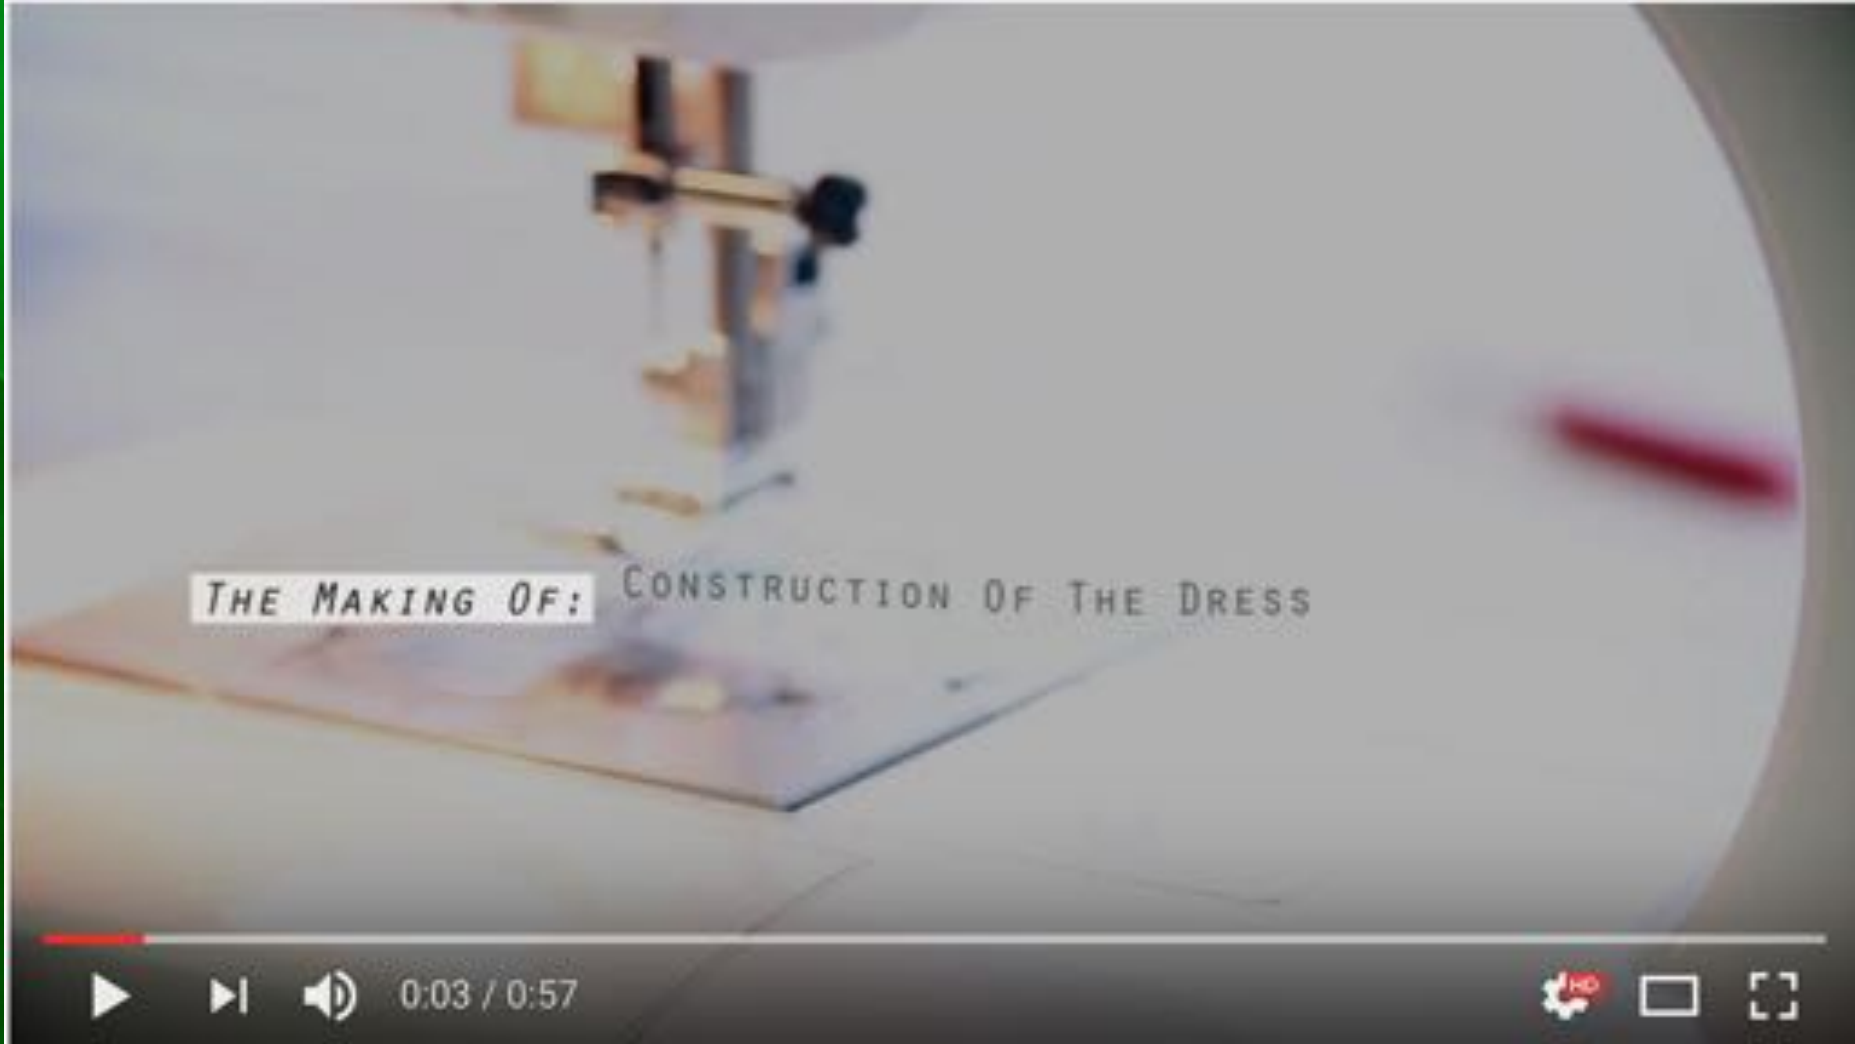 THE MAKING OF: CONSTRUCTION OF THE DRESS
0:03 / 0:57
HD